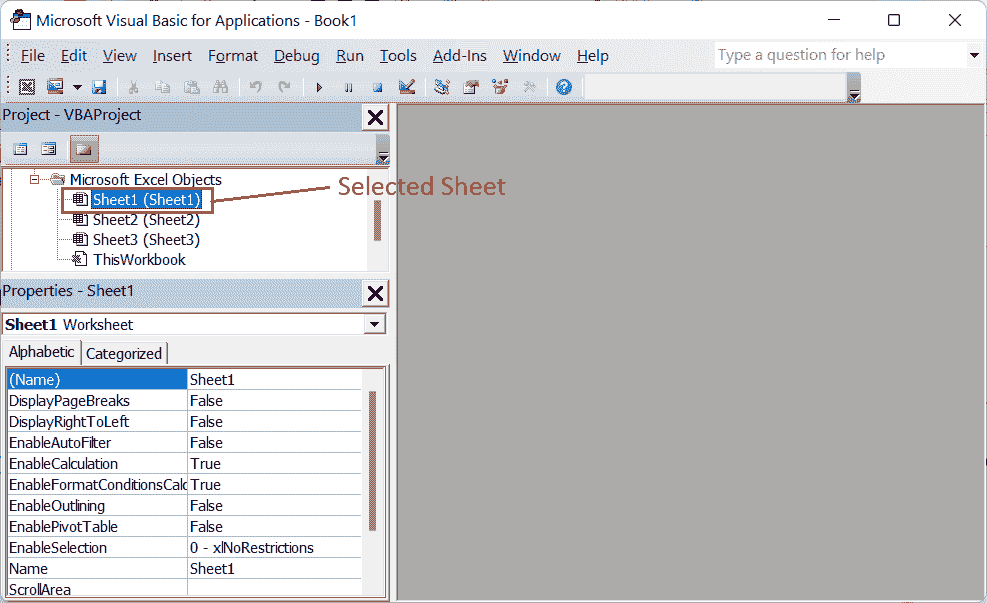 Microsoft Visual Basic for Applications - Book1
File Edit View Insert Format Debug Run Tools Add-Ins Window Help Type a question for help
Project - VBAProject
Microsoft Excel Objects
Sheet1 (Sheet1) Selected Sheet
Sheet2 (Sheet2)
Sheet3 (Sheet3)
ThisWorkbook
Properties - Sheet1
Sheet1 Worksheet
Alphabetic Categorized
(Name) Sheet1
DisplayPageBreaks False
DisplayRightToLeft False
EnableAutoFilter False
EnableCalculation True
EnableFormatConditionsCalc True
EnableOutlining False
EnablePivotTable False
EnableSelection 0 - xlNoRestrictions
Name Sheet1
ScrollArea